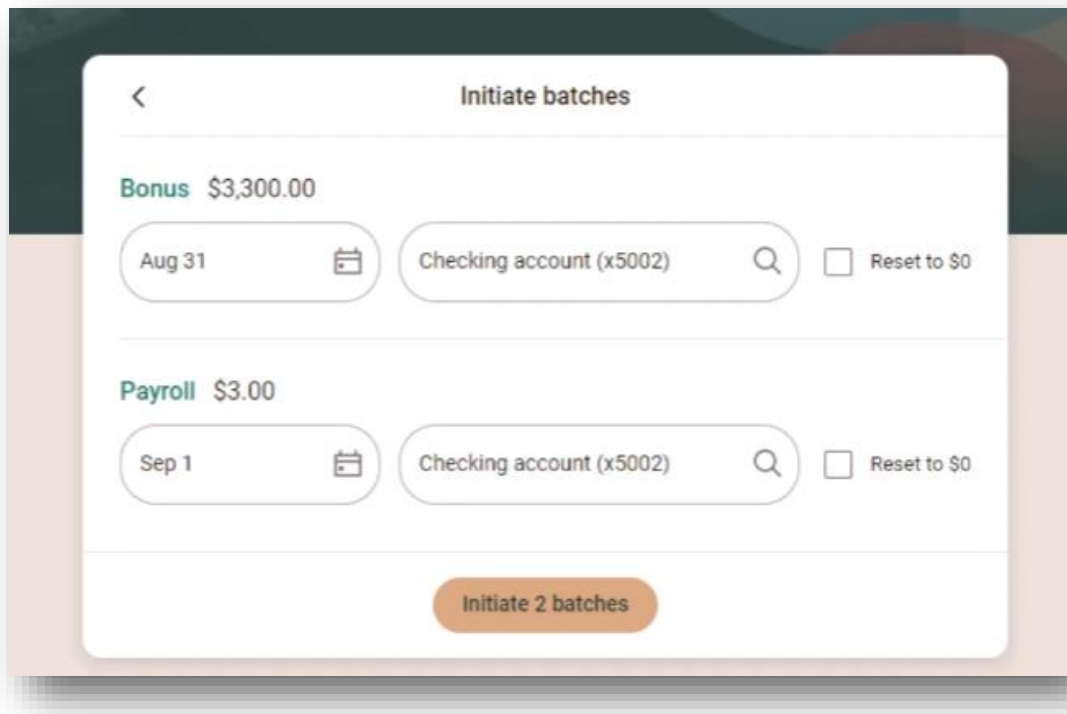 Initiate batches
Bonus $3,300.00
Aug 31 Checking account (x5002) Reset to $0
Payroll $3.00
Sep 1 Checking account (x5002) Reset to $0
Initiate 2 batches